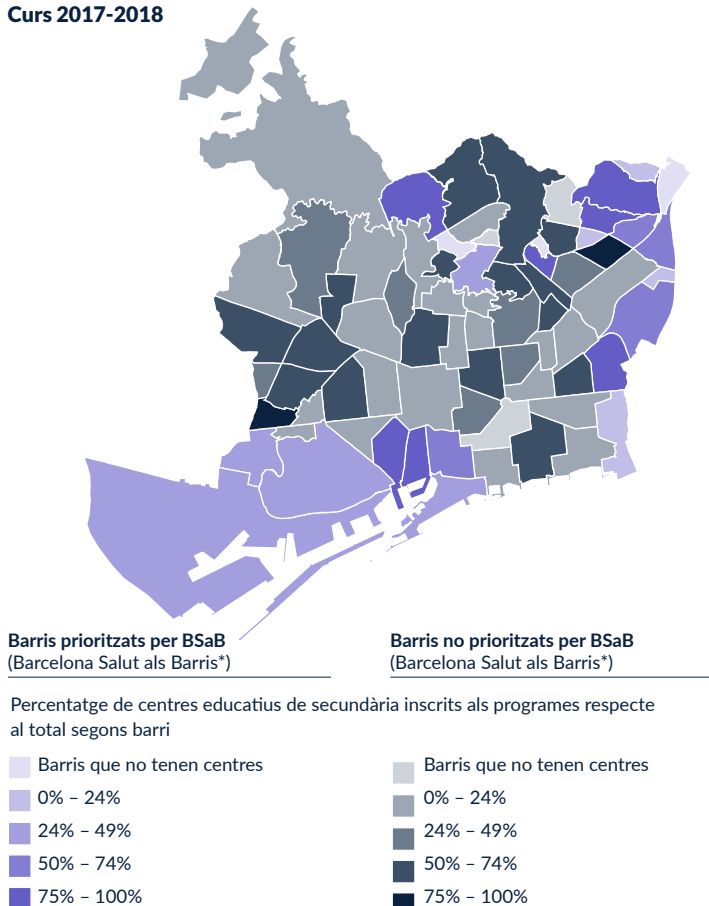 Curs 2017-2018
Barris prioritzats per BSaB
(Barcelona Salut als Barris*)
Barris no prioritzats per BSaB
(Barcelona Salut als Barris*)
Percentatge de centres educatius de secundària inscrits als programes respecte
al total segons barri
Barris que no tenen centres
0% – 24%
24% – 49%
50% – 74%
75% – 100%
Barris que no tenen centres
0% – 24%
24% – 49%
50% – 74%
75% – 100%